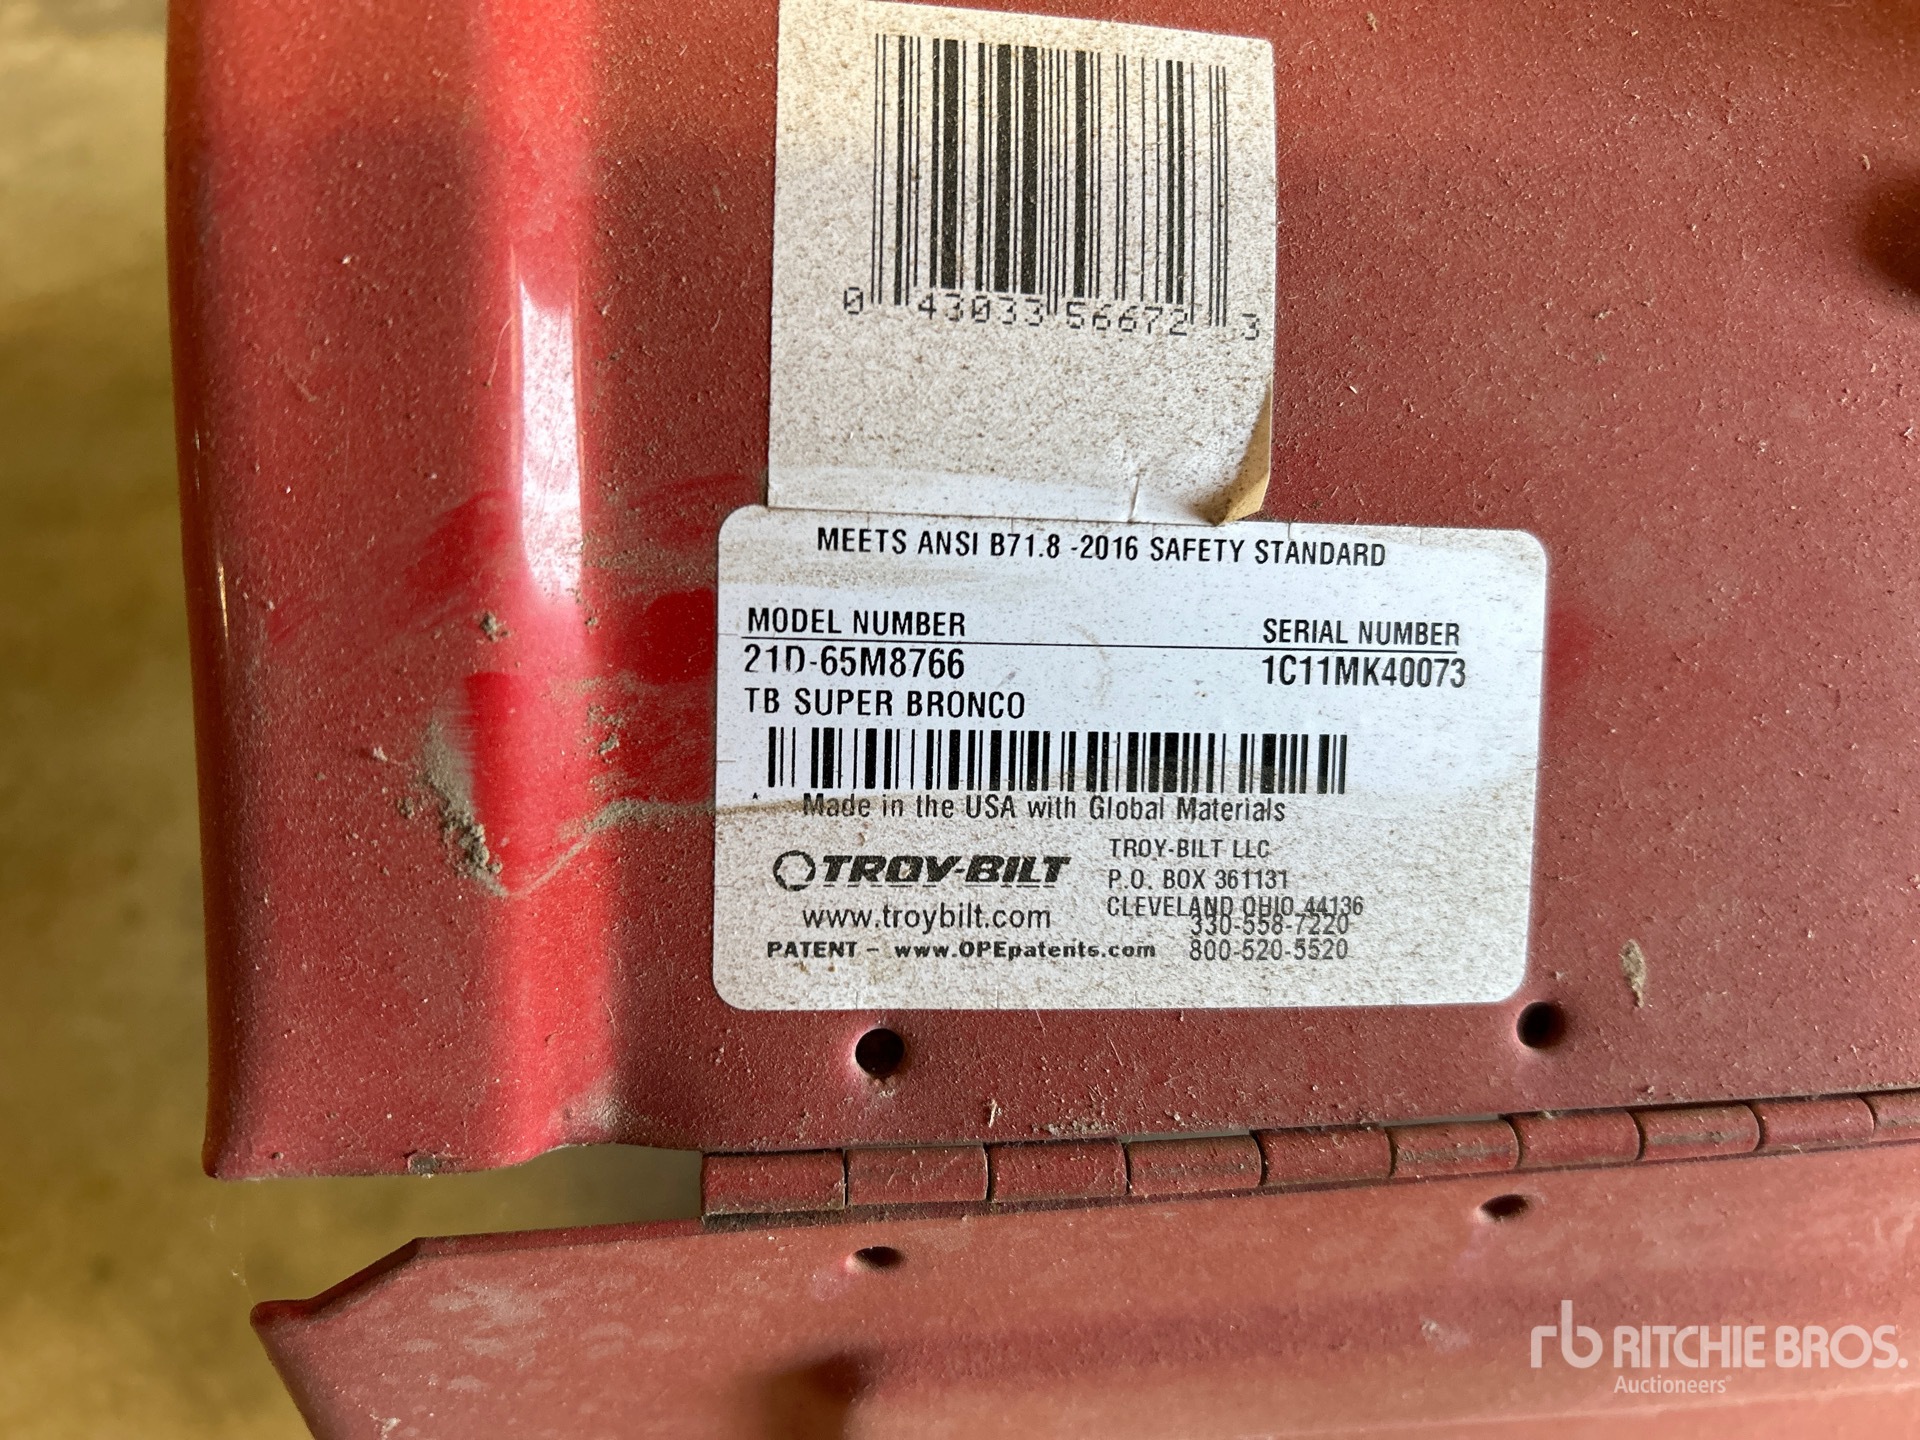 0 43033 56672 3
MEETS ANSI B71.8 -2016 SAFETY STANDARD
MODEL NUMBER SERIAL NUMBER
21D-65M8766 1C11MK40073
TB SUPER BRONCO
Made in the USA with Global Materials
TROY-BILT
TROY-BILT LLC
P.O. BOX 361131
CLEVELAND OHIO 44136
www.troybilt.com 330-558-7220
PATENT - www.OPEpatents.com 800-520-5520
rb RITCHIE BROS.
Auctioneers